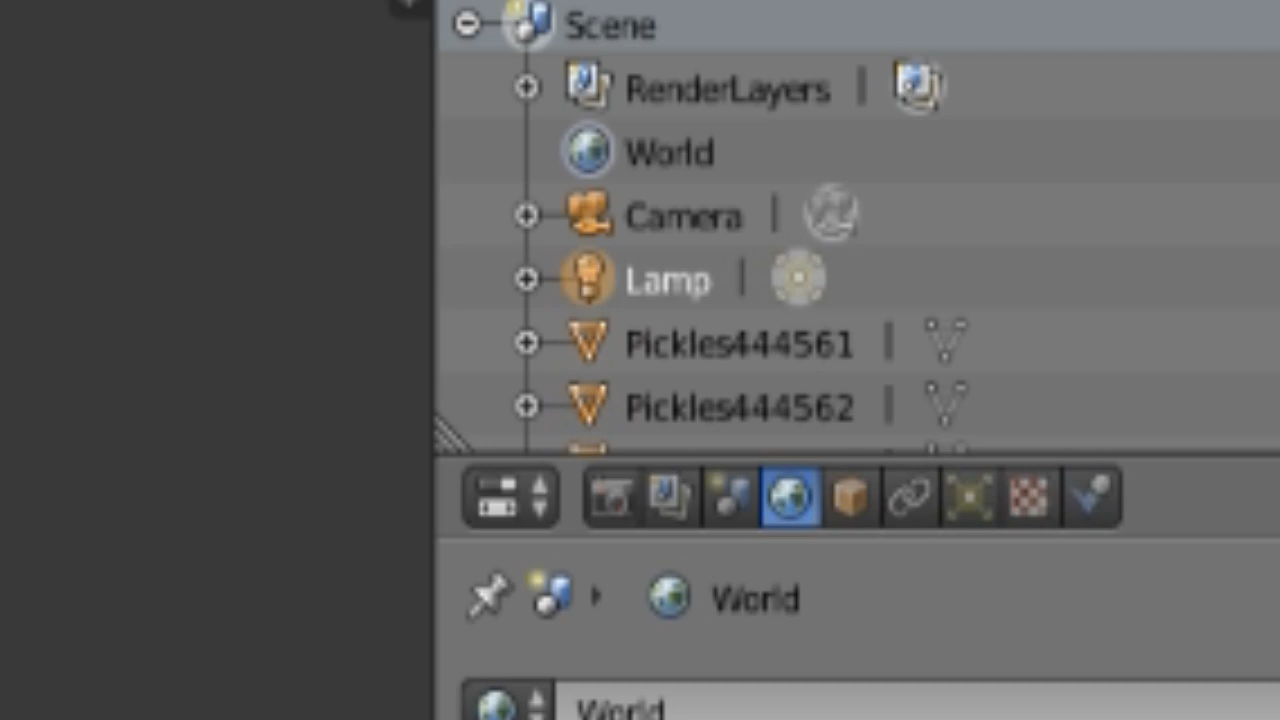 Scene
RenderLayers |
World
Camera |
Lamp |
Pickles444561 |
Pickles444562 |
World
World